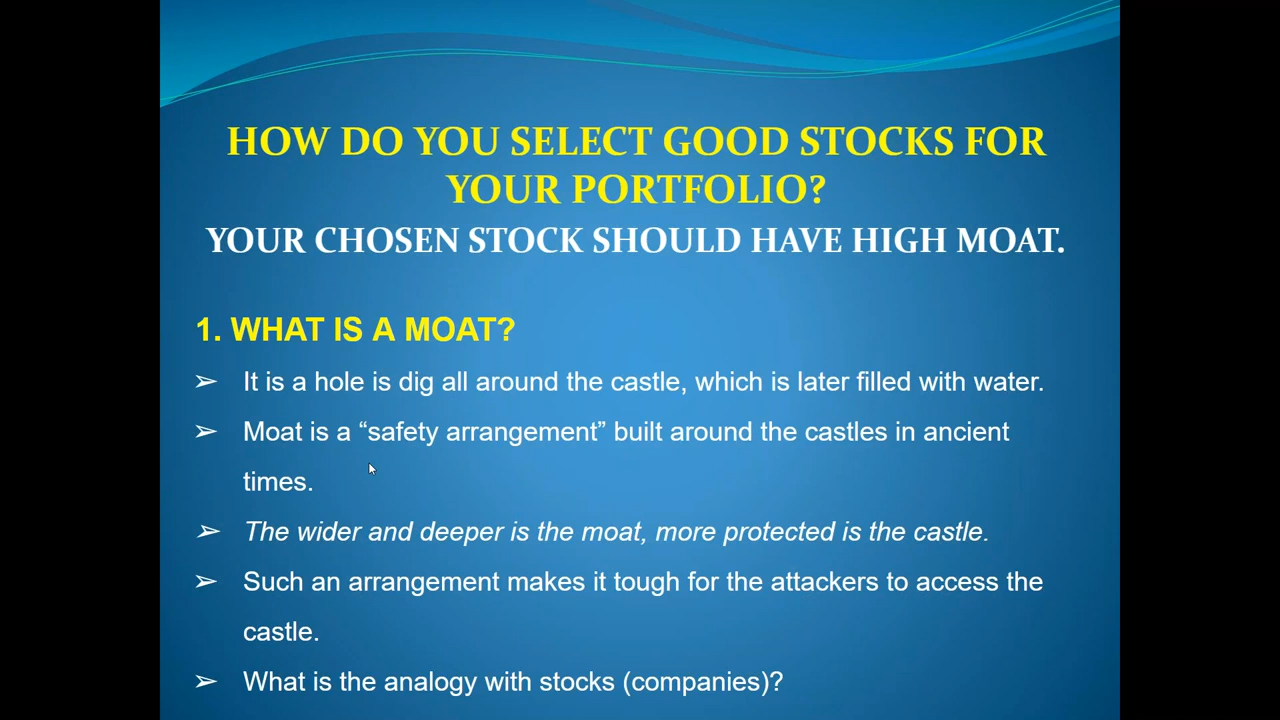 HOW DO YOU SELECT GOOD STOCKS FOR
YOUR PORTFOLIO?
YOUR CHOSEN STOCK SHOULD HAVE HIGH MOAT.
1. WHAT IS A MOAT?
➢ It is a hole is dig all around the castle, which is later filled with water.
➢ Moat is a “safety arrangement” built around the castles in ancient
times.
➢ The wider and deeper is the moat, more protected is the castle.
➢ Such an arrangement makes it tough for the attackers to access the
castle.
➢ What is the analogy with stocks (companies)?